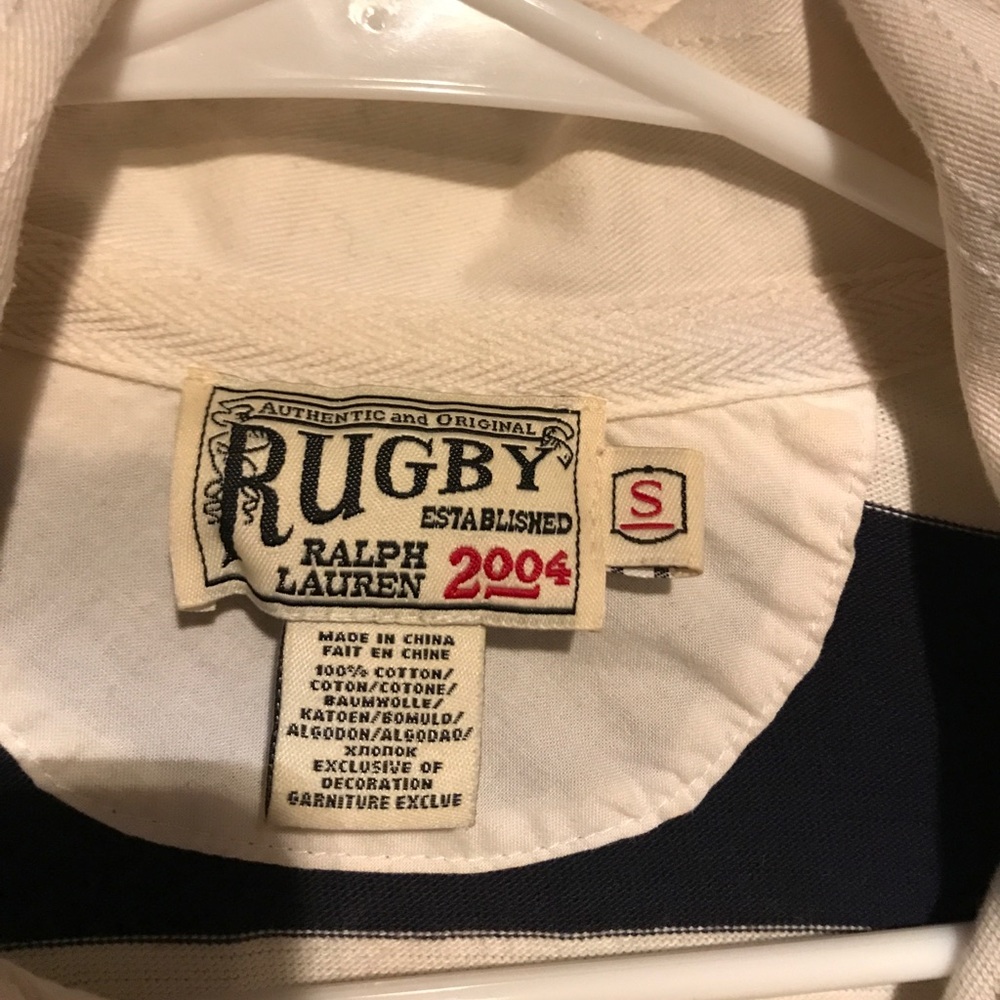 AUTHENTIC and ORIGINAL
RUGBY
ESTABLISHED
RALPH
LAUREN
2004
S
MADE IN CHINA
FAIT EN CHINE
100% COTTON/
COTON/COTONE/
BAUMWOLLE/
KATOEN/BOMULD/
ALGODON/ALGODAO/
ХЛОПОК
EXCLUSIVE OF
DECORATION
GARNITURE EXCLUE